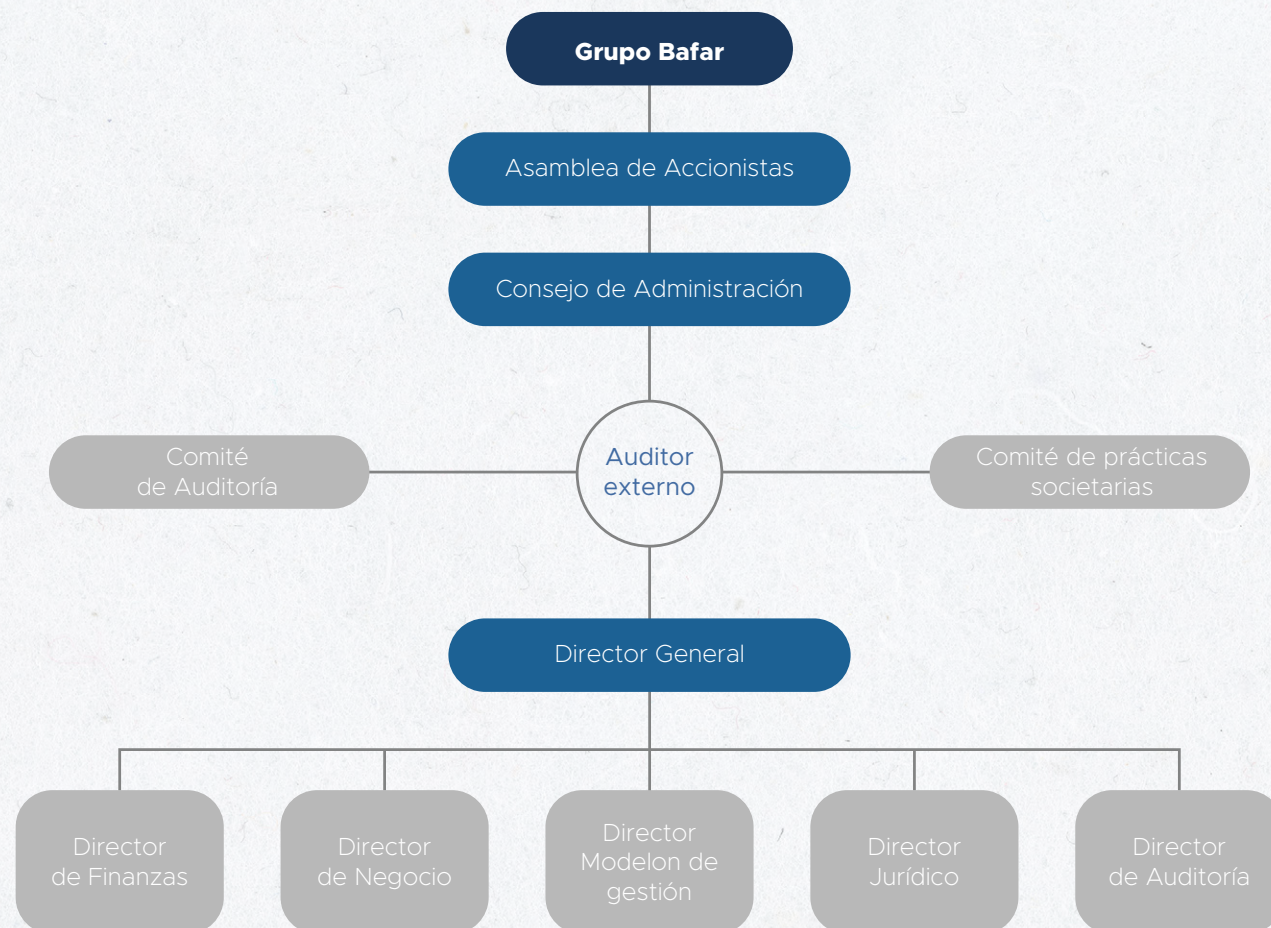 Grupo Bafar
Asamblea de Accionistas
Consejo de Administración
Comité
de Auditoría
Auditor
externo
Comité de prácticas
societarias
Director General
Director
de Finanzas
Director
de Negocio
Director
Modelon de
gestión
Director
Jurídico
Director
de Auditoría